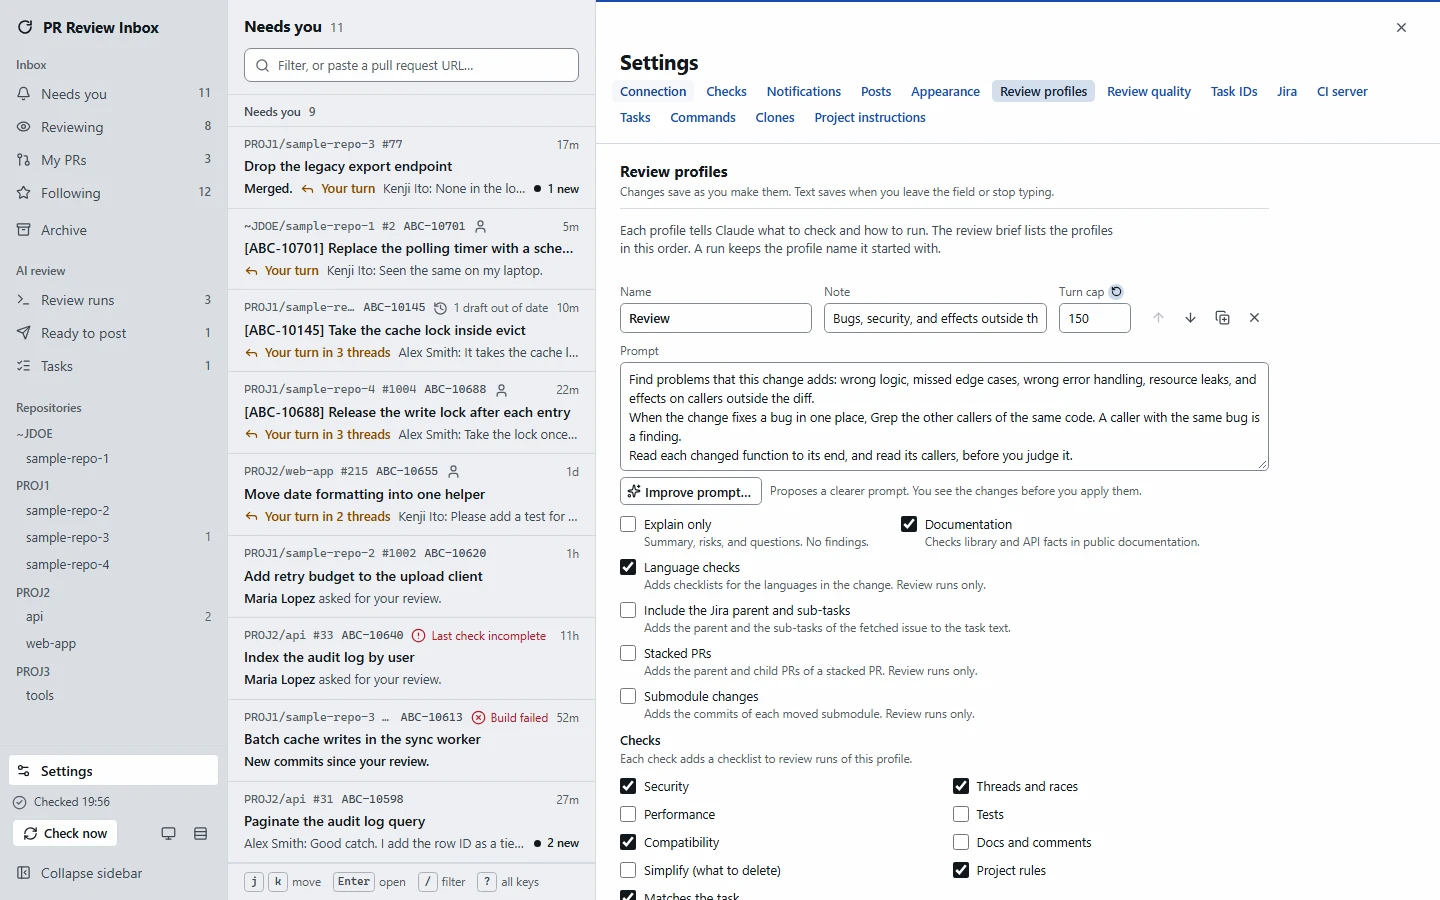 PR Review Inbox
Inbox
Needs you 11
Reviewing 8
My PRs 3
Following 12
Archive
AI review
Review runs 3
Ready to post 1
Tasks 1
Repositories
~JDOE
sample-repo-1
PROJ1
sample-repo-2
sample-repo-3 1
sample-repo-4
PROJ2
api 2
web-app
PROJ3
tools
Settings
Checked 19:56
Check now
Collapse sidebar
Needs you 11
Filter, or paste a pull request URL...
Needs you 9
PROJ1/sample-repo-3 #77 17m
Drop the legacy export endpoint
Merged. Your turn Kenji Ito: None in the lo... 1 new
~JDOE/sample-repo-1 #2 ABC-10701 5m
[ABC-10701] Replace the polling timer with a sche...
Your turn Kenji Ito: Seen the same on my laptop.
PROJ1/sample-re... ABC-10145 1 draft out of date 10m
[ABC-10145] Take the cache lock inside evict
Your turn in 3 threads Alex Smith: It takes the cache l...
PROJ1/sample-repo-4 #1004 ABC-10688 22m
[ABC-10688] Release the write lock after each entry
Your turn in 3 threads Alex Smith: Take the lock once...
PROJ2/web-app #215 ABC-10655 1d
Move date formatting into one helper
Your turn in 2 threads Kenji Ito: Please add a test for ...
PROJ1/sample-repo-2 #1002 ABC-10620 1h
Add retry budget to the upload client
Maria Lopez asked for your review.
PROJ2/api #33 ABC-10640 Last check incomplete 11h
Index the audit log by user
Maria Lopez asked for your review.
PROJ1/sample-repo-3 ... ABC-10613 Build failed 52m
Batch cache writes in the sync worker
New commits since your review.
PROJ2/api #31 ABC-10598 27m
Paginate the audit log query
Alex Smith: Good catch. I add the row ID as a tie... 2 new
j k move Enter open / filter ? all keys
Settings
Connection Checks Notifications Posts Appearance Review profiles Review quality Task IDs Jira CI server
Tasks Commands Clones Project instructions
Review profiles
Changes save as you make them. Text saves when you leave the field or stop typing.
Each profile tells Claude what to check and how to run. The review brief lists the profiles
in this order. A run keeps the profile name it started with.
Name Note Turn cap
Review Bugs, security, and effects outside th 150
Prompt
Find problems that this change adds: wrong logic, missed edge cases, wrong error handling, resource leaks, and
effects on callers outside the diff.
When the change fixes a bug in one place, Grep the other callers of the same code. A caller with the same bug is
a finding.
Read each changed function to its end, and read its callers, before you judge it.
Improve prompt... Proposes a clearer prompt. You see the changes before you apply them.
Explain only Documentation
Summary, risks, and questions. No findings. Checks library and API facts in public documentation.
Language checks
Adds checklists for the languages in the change. Review runs only.
Include the Jira parent and sub-tasks
Adds the parent and the sub-tasks of the fetched issue to the task text.
Stacked PRs
Adds the parent and child PRs of a stacked PR. Review runs only.
Submodule changes
Adds the commits of each moved submodule. Review runs only.
Checks
Each check adds a checklist to review runs of this profile.
Security Threads and races
Performance Tests
Compatibility Docs and comments
Simplify (what to delete) Project rules
Matches the task